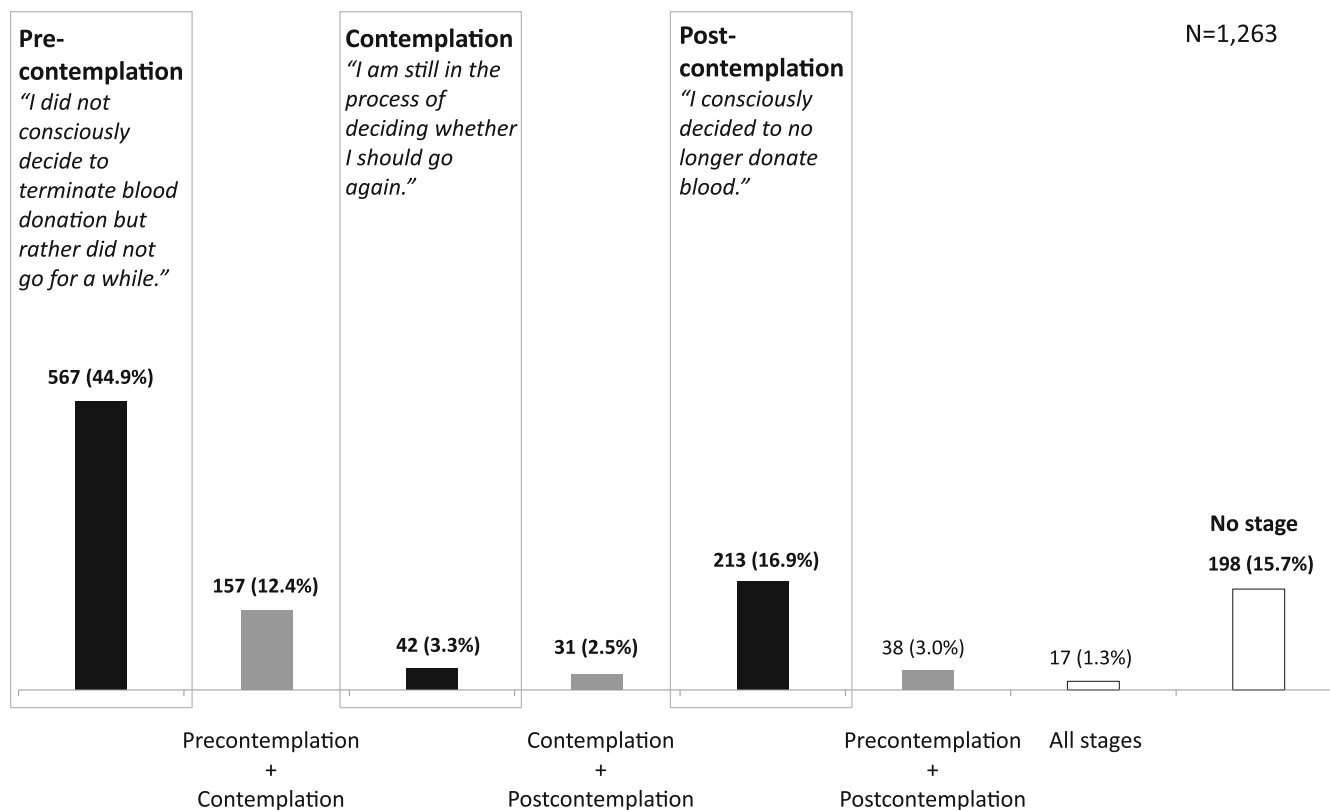 Pre-
contemplation
“I did not
consciously
decide to
terminate blood
donation but
rather did not
go for a while.”
Contemplation
“I am still in the
process of
deciding whether
I should go
again.”
Post-
contemplation
“I consciously
decided to no
longer donate
blood.”
N=1,263
567 (44.9%)
157 (12.4%)
42 (3.3%)
31 (2.5%)
213 (16.9%)
38 (3.0%)
17 (1.3%)
No stage
198 (15.7%)
Precontemplation
+
Contemplation
Contemplation
+
Postcontemplation
Precontemplation
+
Postcontemplation
All stages